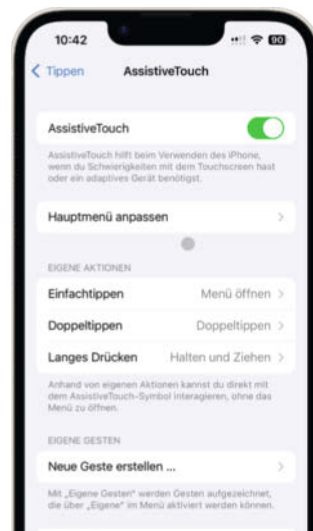 10:42
90
Tippen
AssistiveTouch
AssistiveTouch
AssistiveTouch hilft beim Verwenden des iPhone,
wenn du Schwierigkeiten mit dem Touchscreen hast
oder ein adaptives Gerät benötigst.
Hauptmenü anpassen
EIGENE AKTIONEN
Einfachtippen Menü öffnen
Doppeltippen Doppeltippen
Langes Drücken Halten und Ziehen
Anhand von eigenen Aktionen kannst du direkt mit
dem AssistiveTouch-Symbol interagieren, ohne das
Menü zu öffnen.
EIGENE GESTEN
Neue Geste erstellen ...
Mit „Eigene Gesten“ werden Gesten aufgezeichnet,
die über „Eigene“ im Menü aktiviert werden können.